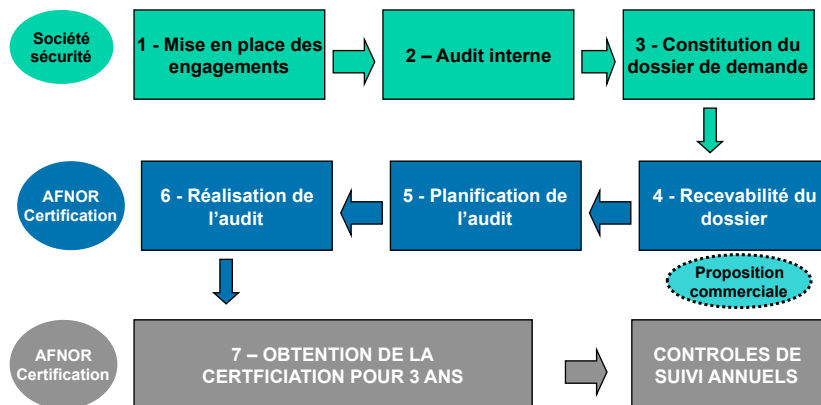 Société
sécurité
1 - Mise en place des
engagements
2 – Audit interne
3 - Constitution du
dossier de demande
AFNOR
Certification
6 - Réalisation de
l’audit
5 - Planification de
l’audit
4 - Recevabilité du
dossier
Proposition
commerciale
AFNOR
Certification
7 – OBTENTION DE LA
CERTFICIATION POUR 3 ANS
CONTROLES DE
SUIVI ANNUELS